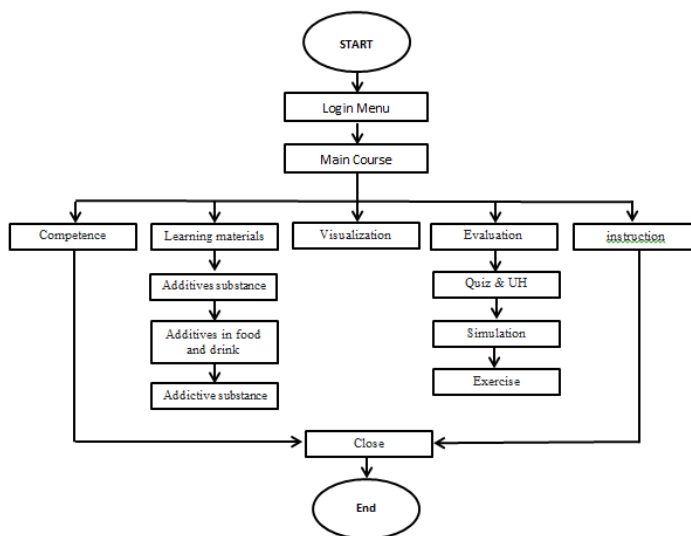 START
Login Menu
Main Course
Competence
Learning materials
Visualization
Evaluation
instruction
Additives substance
Quiz & UH
Additives in food
and drink
Simulation
Addictive substance
Exercise
Close
End